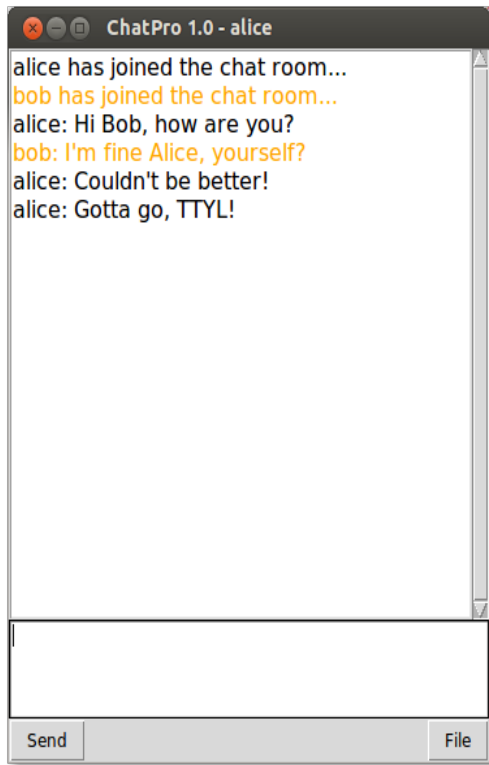 ChatPro 1.0 - alice
alice has joined the chat room...
bob has joined the chat room...
alice: Hi Bob, how are you?
bob: I'm fine Alice, yourself?
alice: Couldn't be better!
alice: Gotta go, TTYL!
Send
File